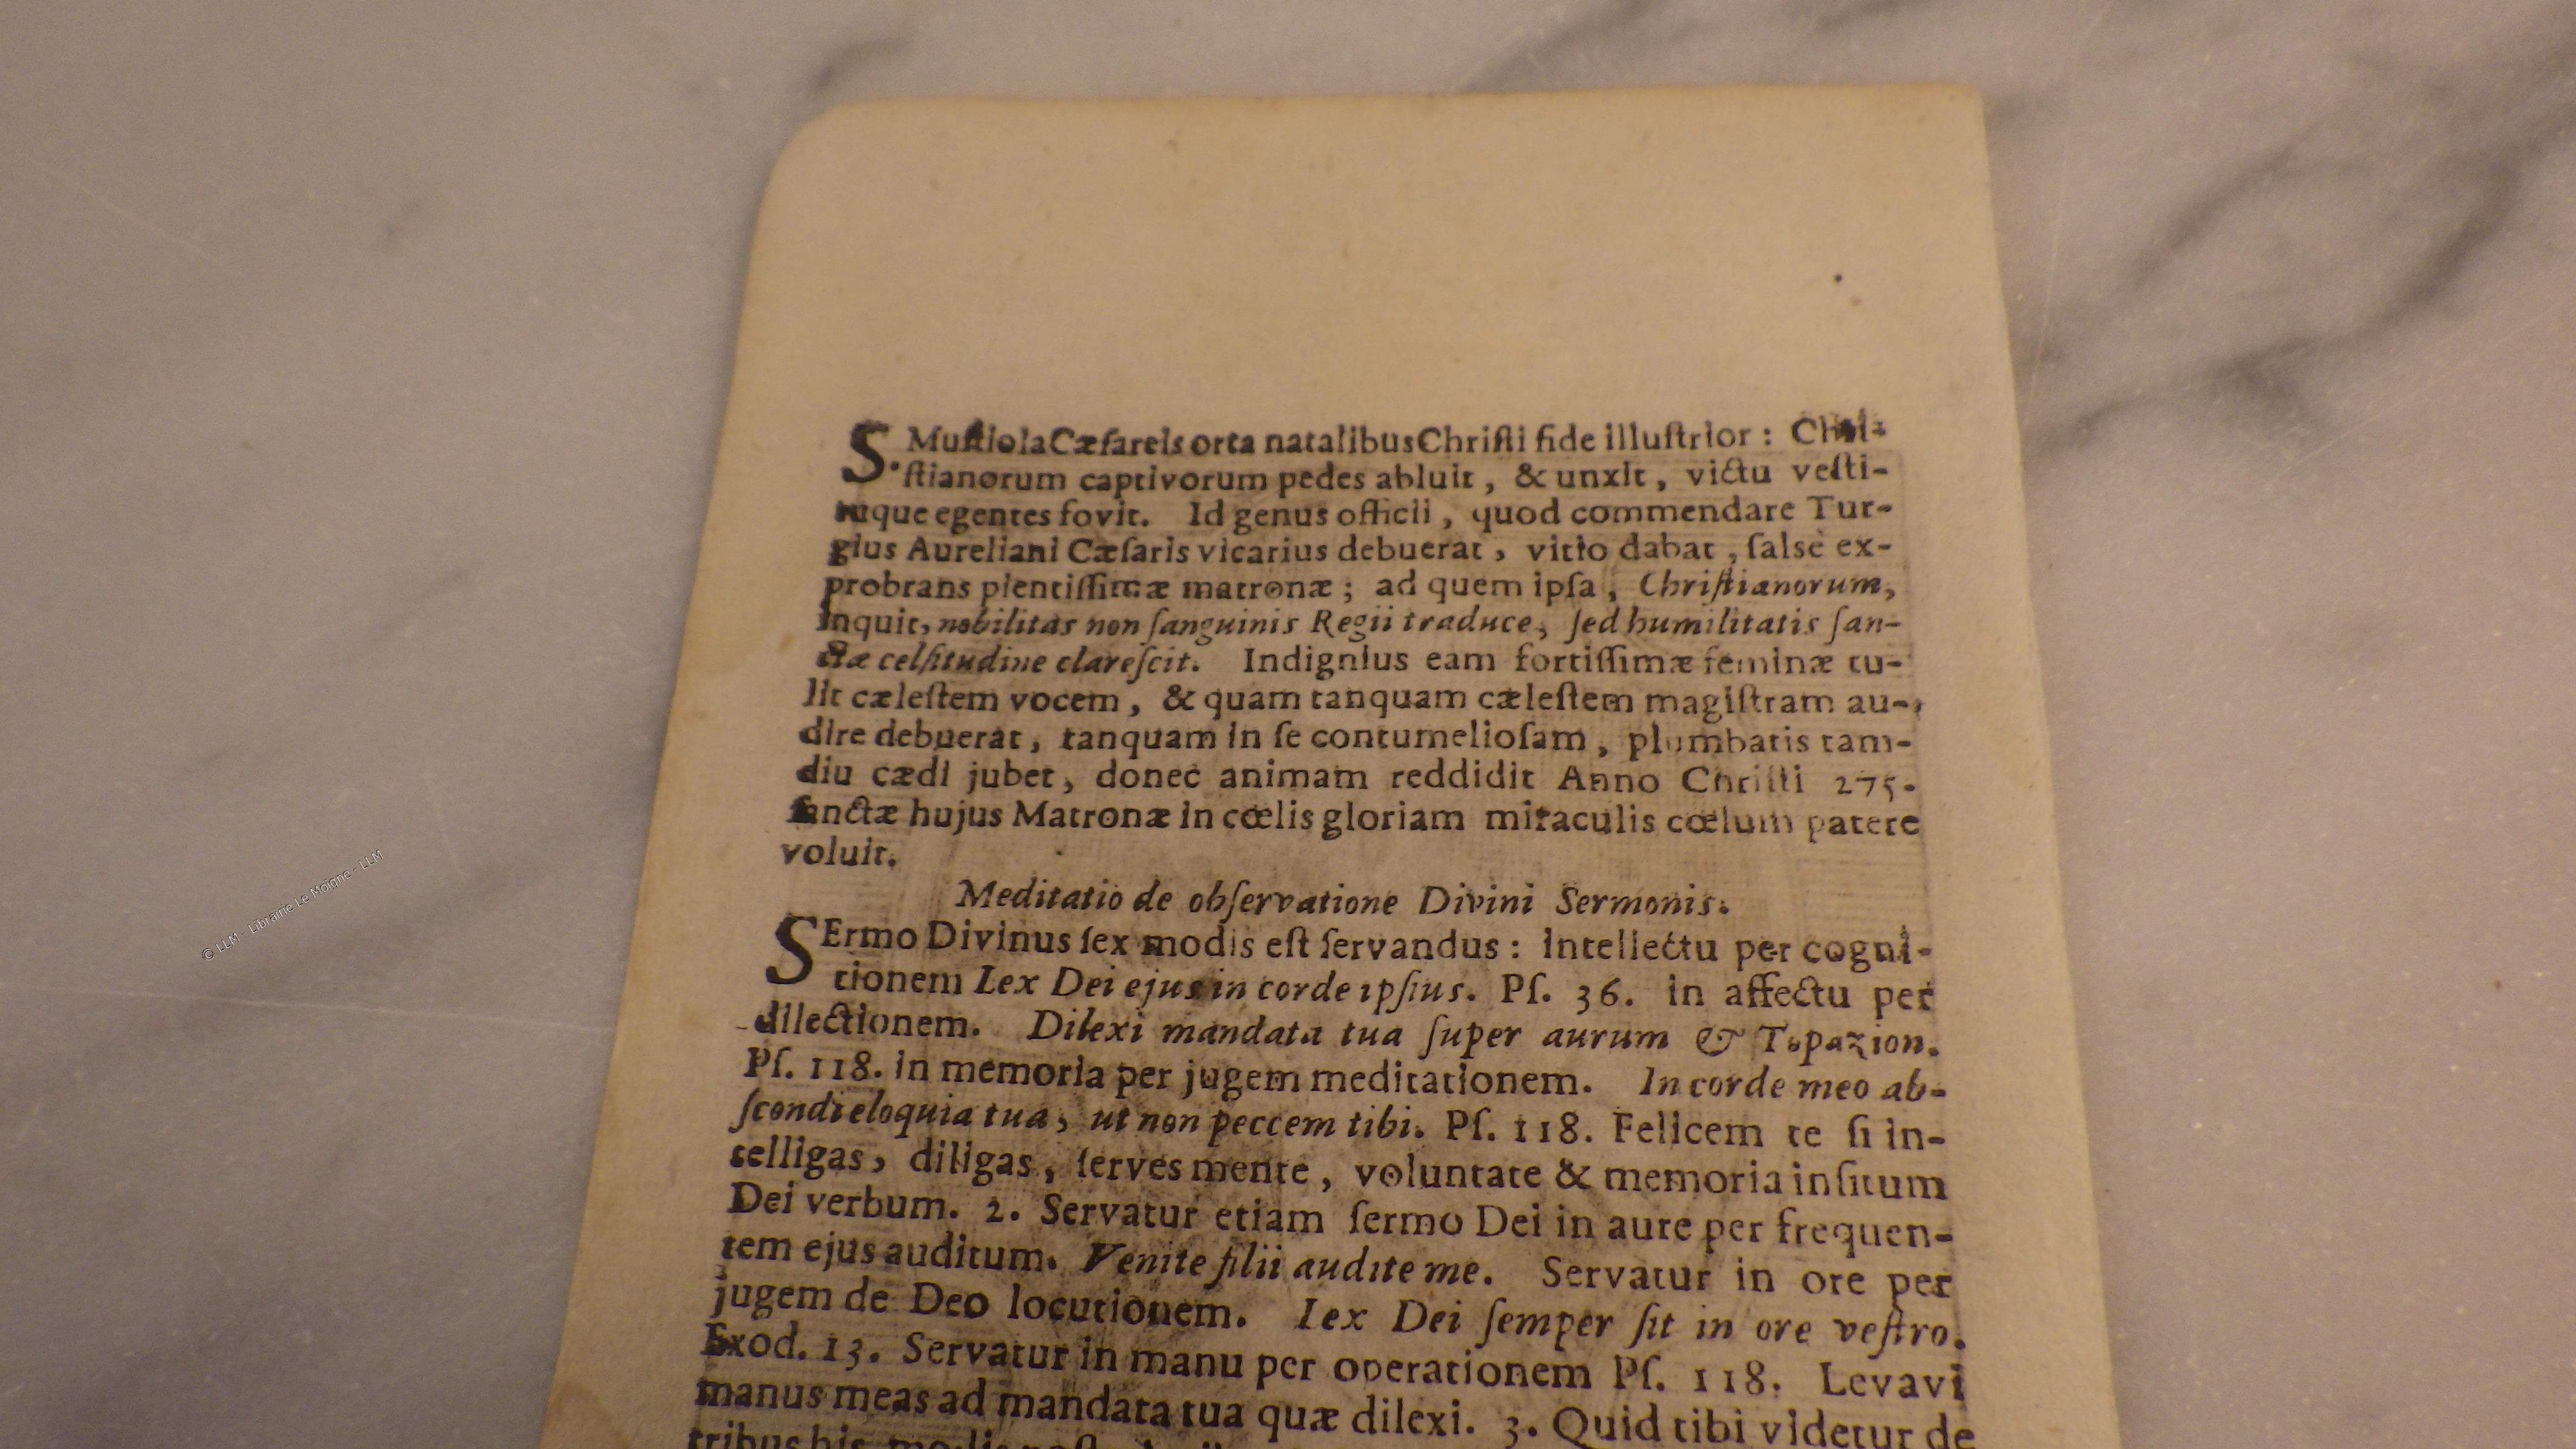 S. Mustiola Cæsareis orta natalibus Christi fide illustrior : Chri-
stianorum captivorum pedes abluit , & unxit , victu vesti-
tuque egentes fovit. Id genus officii , quod commendare Tur-
gius Aureliani Cæsaris vicarius debuerat , vitio dabat , salsè ex-
probrans pientissimæ matronæ ; ad quem ipsa , Christianorum,
inquit, nobilitas non sanguinis Regii traduce, sed humilitatis san-
ctæ celsitudine clarescit. Indignius eam fortissimæ feminæ tu-
lit cælestem vocem , & quam tanquam cælestem magistram au-
dire debuerat , tanquam in se contumeliosam , plumbatis tam-
diu cædi jubet , donec animam reddidit Anno Christi 275.
sanctæ hujus Matronæ in cœlis gloriam miraculis cœlum patere
voluit.
Meditatio de observatione Divini Sermonis.
SErmo Divinus sex modis est servandus : intellectu per cogni-
tionem Lex Dei ejus in corde ipsius. Ps. 36. in affectu per
dilectionem. Dilexi mandata tua super aurum & Topazion.
Ps. 118. in memoria per jugem meditationem. In corde meo ab-
scondi eloquia tua, ut non peccem tibi. Ps. 118. Felicem te si in-
telligas, diligas, serves mente, voluntate & memoria insitum
Dei verbum. 2. Servatur etiam sermo Dei in aure per frequen-
tem ejus auditum. Venite filii audite me. Servatur in ore per
jugem de Deo locutionem. Lex Dei semper sit in ore vestro.
Exod. 13. Servatur in manu per operationem Ps. 118. Levavi
manus meas ad mandata tua quæ dilexi. 3. Quid tibi videtur de
tribus his modis
© LLM - Librairie Le Moigne - LLM